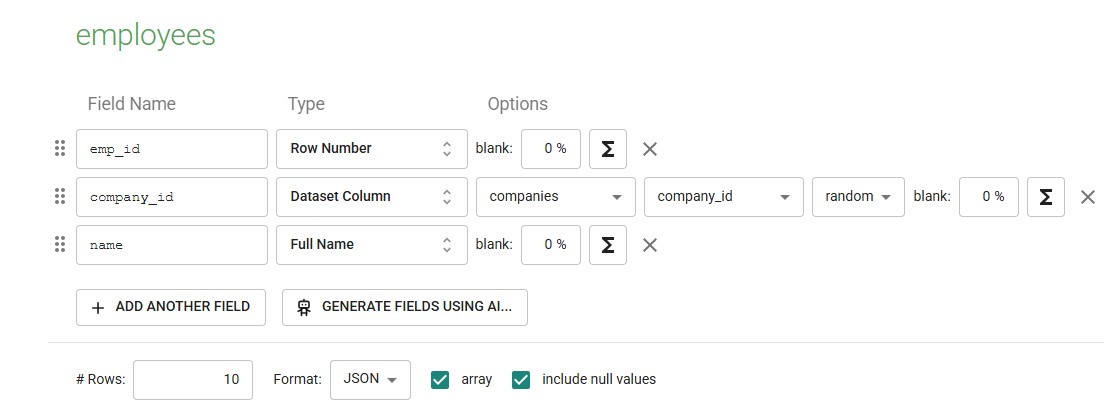 employees
Field Name Type Options
emp_id Row Number blank: 0 % Σ
company_id Dataset Column companies company_id random blank: 0 % Σ
name Full Name blank: 0 % Σ
ADD ANOTHER FIELD GENERATE FIELDS USING AI...
# Rows: 10 Format: JSON array include null values